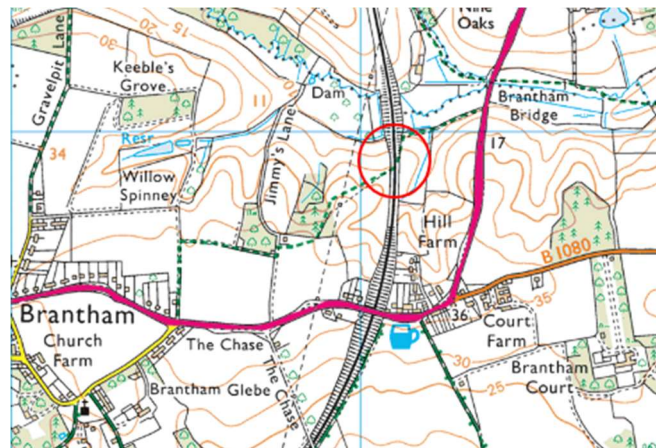 Nine
Oaks
Gravelpit Lane
30
15
20
Keeble's
Grove
10
11
Dam
Brantham
Bridge
Resr
34
Willow
Spinney
Jimmy's Lane
17
Hill
Farm
B 1080
Brantham
Church
Farm
The Chase
36
35
Court
Farm
30
25
Brantham
Court
Brantham Glebe
The Chase